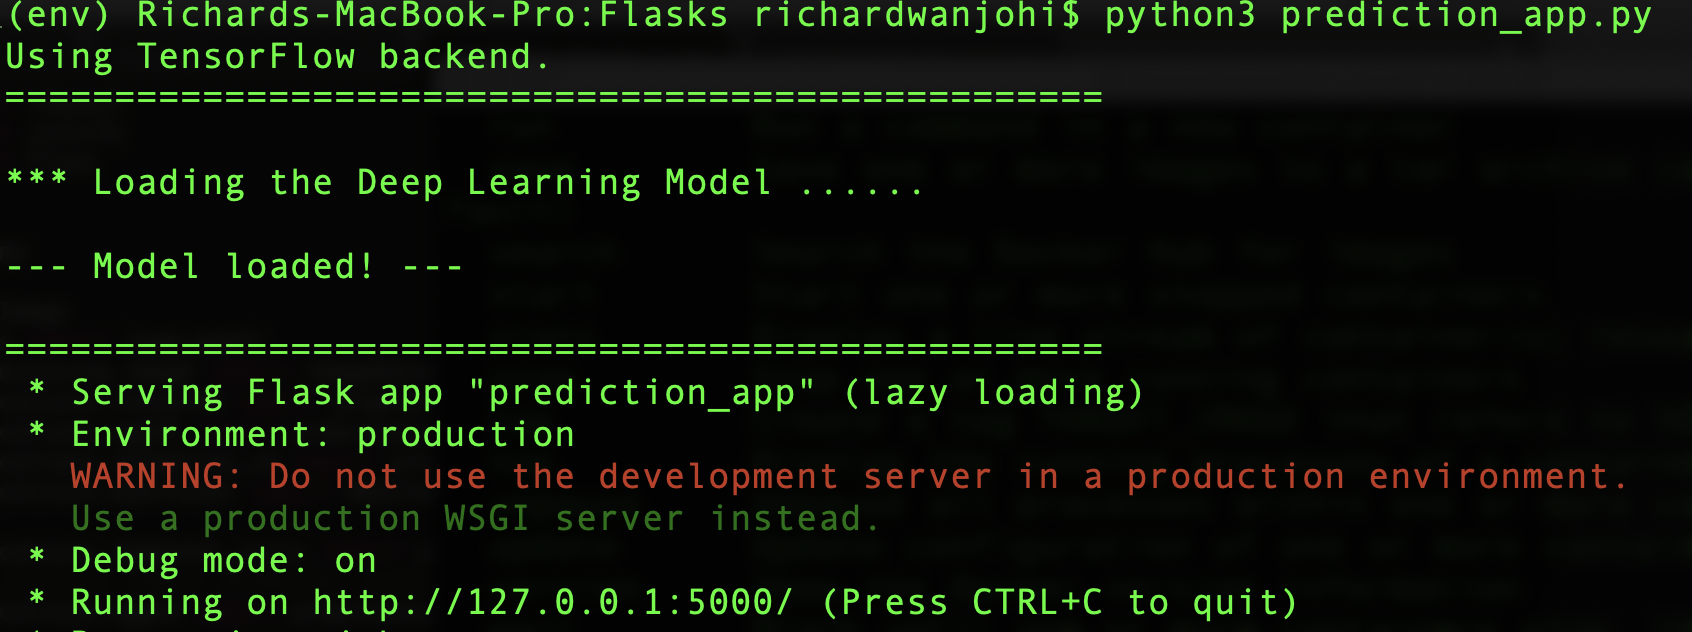 (env) Richards-MacBook-Pro:Flasks richardwanjohi$ python3 prediction_app.py
Using TensorFlow backend.
==================================================
*** Loading the Deep Learning Model ......
--- Model loaded! ---
==================================================
* Serving Flask app "prediction_app" (lazy loading)
* Environment: production
WARNING: Do not use the development server in a production environment.
Use a production WSGI server instead.
* Debug mode: on
* Running on http://127.0.0.1:5000/ (Press CTRL+C to quit)